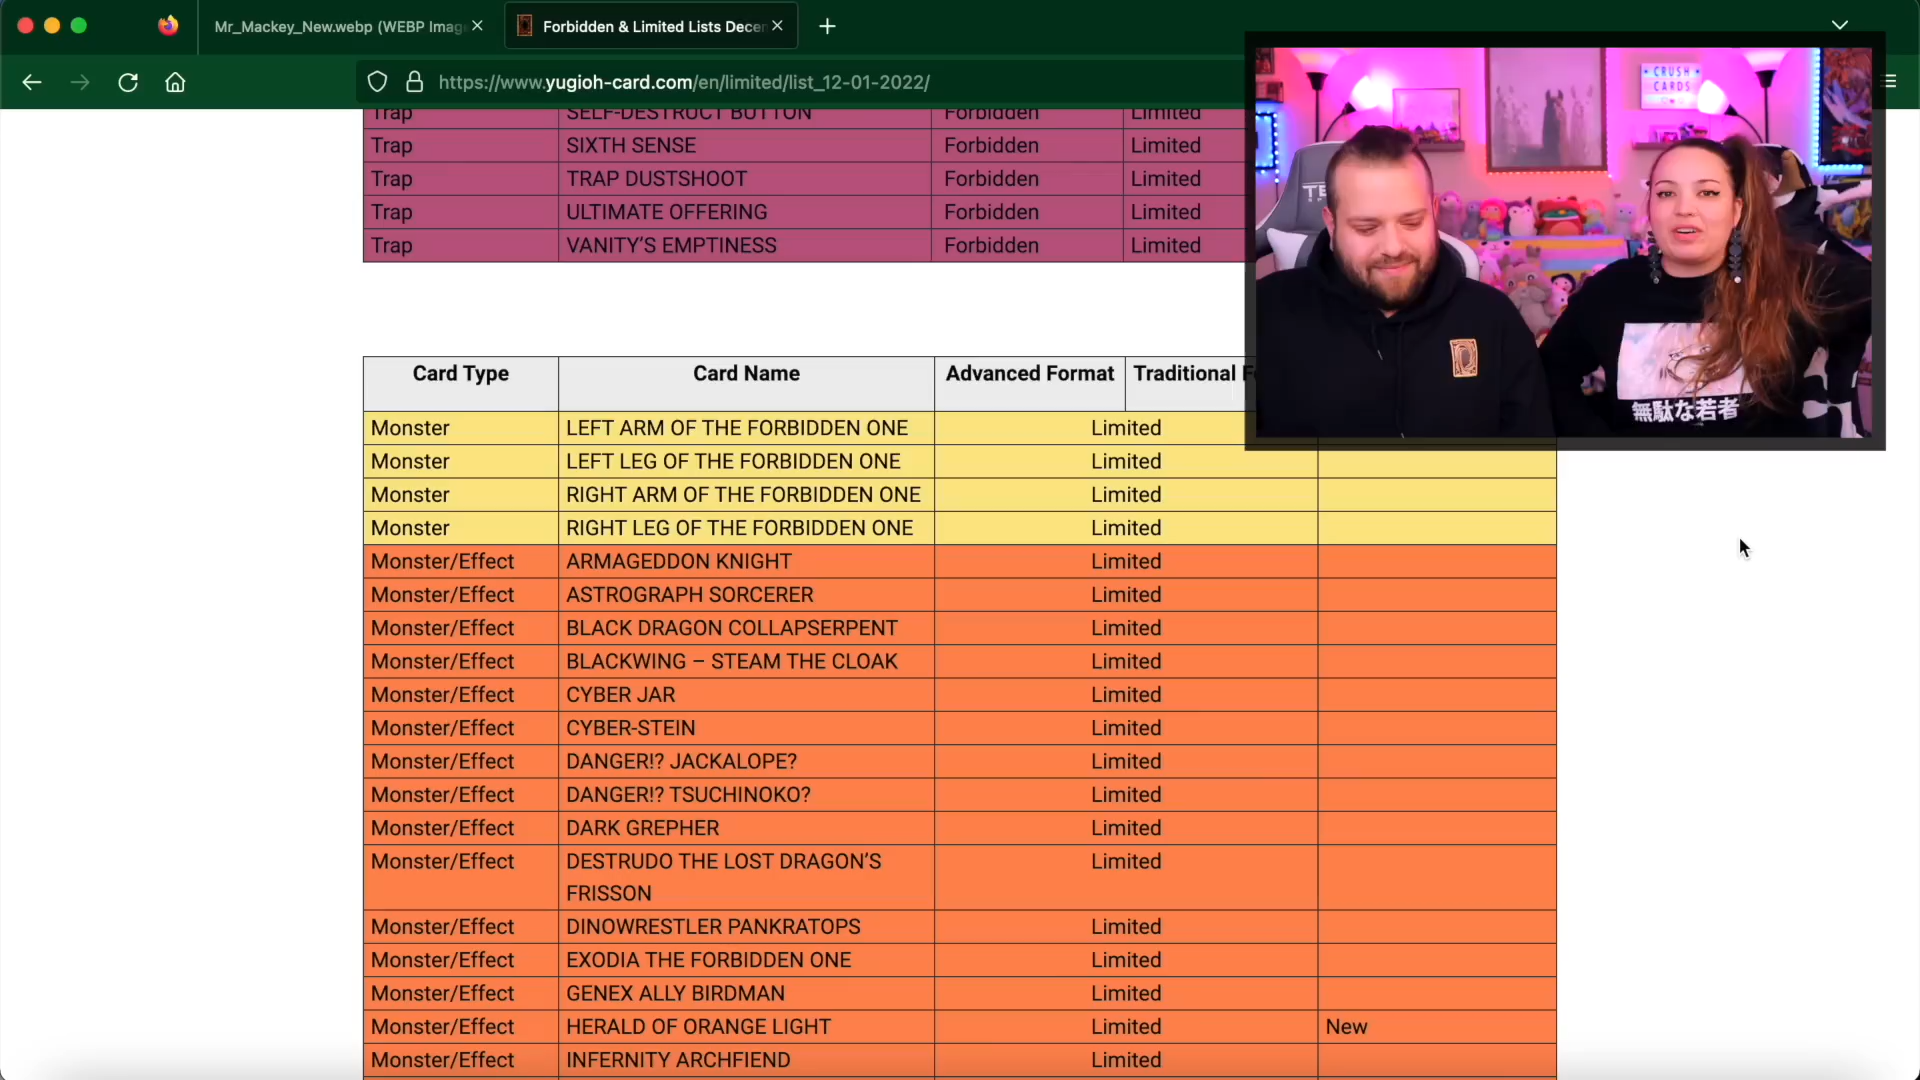 Mr_Mackey_New.webp (WEBP Imag
Forbidden & Limited Lists Decen
https://www.yugioh-card.com/en/limited/list_12-01-2022/
CRUSH
CARDS
無駄な若者
Trap SELF-DESTRUCT BUTTON Forbidden Limited
Trap SIXTH SENSE Forbidden Limited
Trap TRAP DUSTSHOOT Forbidden Limited
Trap ULTIMATE OFFERING Forbidden Limited
Trap VANITY’S EMPTINESS Forbidden Limited
Card Type Card Name Advanced Format Traditional F
Monster LEFT ARM OF THE FORBIDDEN ONE Limited
Monster LEFT LEG OF THE FORBIDDEN ONE Limited
Monster RIGHT ARM OF THE FORBIDDEN ONE Limited
Monster RIGHT LEG OF THE FORBIDDEN ONE Limited
Monster/Effect ARMAGEDDON KNIGHT Limited
Monster/Effect ASTROGRAPH SORCERER Limited
Monster/Effect BLACK DRAGON COLLAPSERPENT Limited
Monster/Effect BLACKWING – STEAM THE CLOAK Limited
Monster/Effect CYBER JAR Limited
Monster/Effect CYBER-STEIN Limited
Monster/Effect DANGER!? JACKALOPE? Limited
Monster/Effect DANGER!? TSUCHINOKO? Limited
Monster/Effect DARK GREPHER Limited
Monster/Effect DESTRUDO THE LOST DRAGON’S Limited
FRISSON
Monster/Effect DINOWRESTLER PANKRATOPS Limited
Monster/Effect EXODIA THE FORBIDDEN ONE Limited
Monster/Effect GENEX ALLY BIRDMAN Limited
Monster/Effect HERALD OF ORANGE LIGHT Limited New
Monster/Effect INFERNITY ARCHFIEND Limited